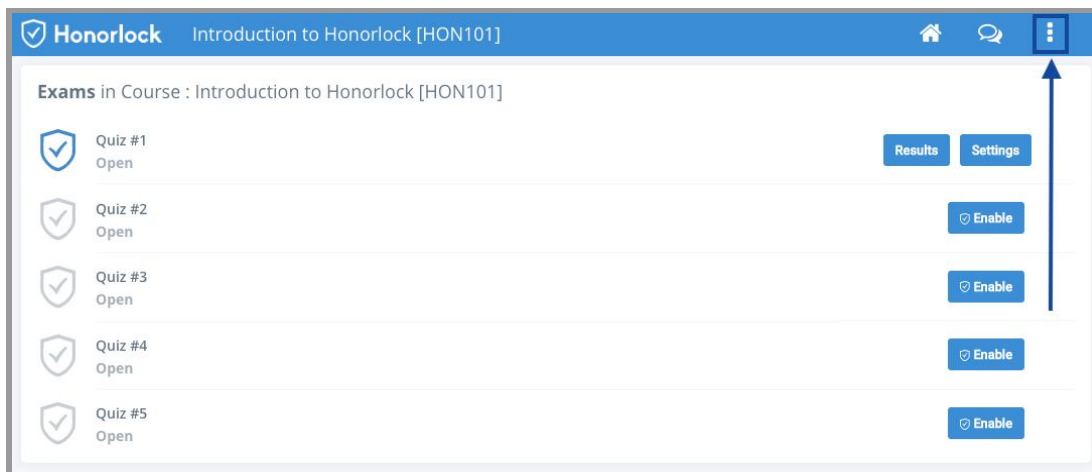 Honorlock Introduction to Honorlock [HON101]
Exams in Course : Introduction to Honorlock [HON101]
Quiz #1
Open
Results Settings
Quiz #2
Open
Enable
Quiz #3
Open
Enable
Quiz #4
Open
Enable
Quiz #5
Open
Enable